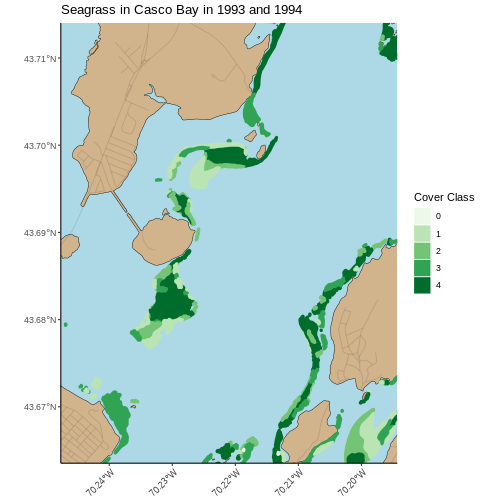 Seagrass in Casco Bay in 1993 and 1994
43.71°N
43.70°N
43.69°N
43.68°N
43.67°N
70.24°W
70.23°W
70.22°W
70.21°W
70.20°W
Cover Class
0
1
2
3
4